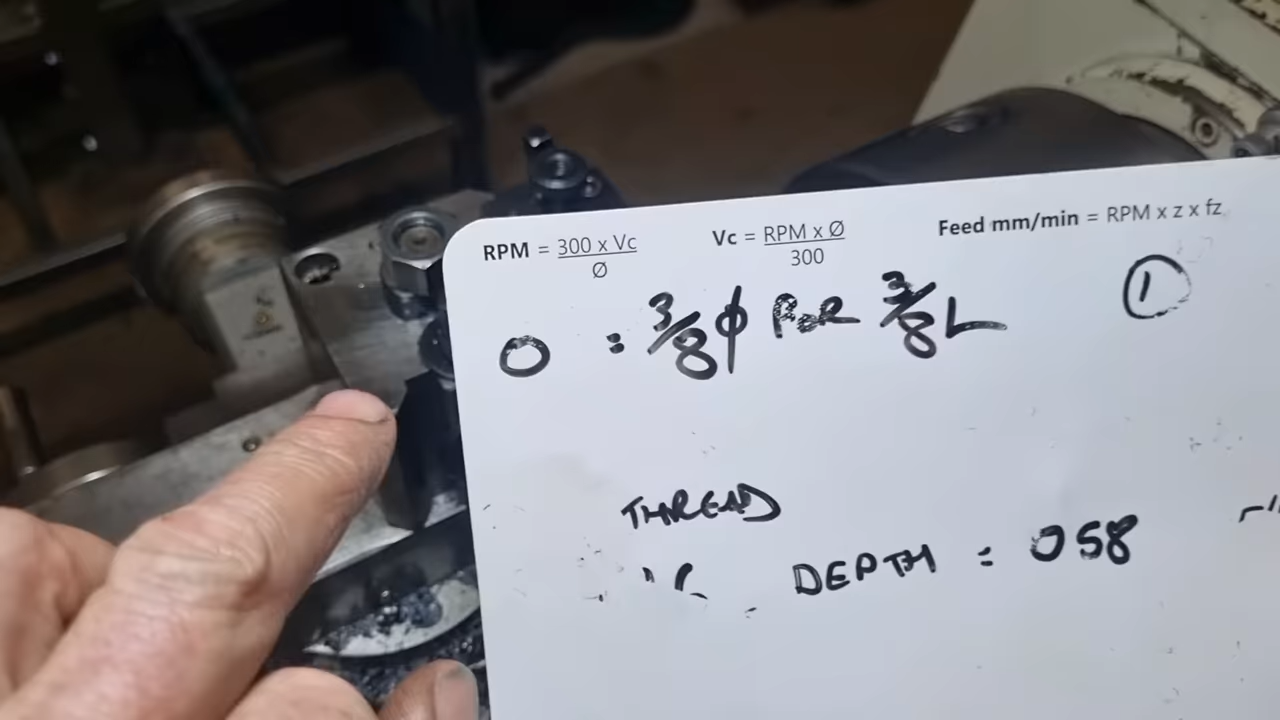 RPM = 300 x Vc / Ø
Vc = RPM x Ø / 300
Feed mm/min = RPM x z x fz
1
O : 3/8 ϕ FOR 3/8 L
THREAD
DEPTH = 058